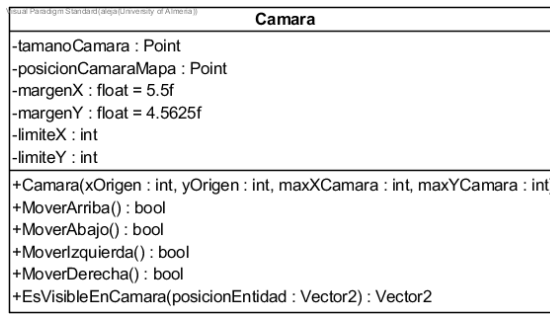 Visual Paradigm Standard(aleja(University of Almeria))
Camara
-tamanoCamara : Point
-posicionCamaraMapa : Point
-margenX : float = 5.5f
-margenY : float = 4.5625f
-limiteX : int
-limiteY : int
+Camara(xOrigen : int, yOrigen : int, maxXCamara : int, maxYCamara : int)
+MoverArriba() : bool
+MoverAbajo() : bool
+MoverIzquierda() : bool
+MoverDerecha() : bool
+EsVisibleEnCamara(posicionEntidad : Vector2) : Vector2